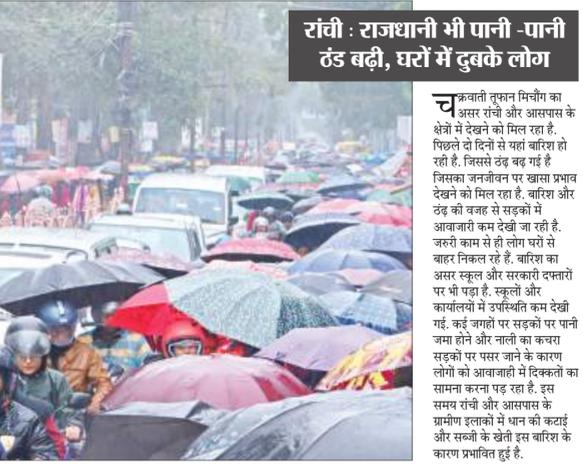 रांची : राजधानी भी पानी -पानी
ठंड बढ़ी, घरों में दुबके लोग
चक्रवाती तूफान मिचौंग का
असर रांची और आसपास के
क्षेत्रों में देखने को मिल रहा है.
पिछले दो दिनों से यहां बारिश हो
रही है. जिससे ठंढ़ बढ़ गई है
जिसका जनजीवन पर खासा प्रभाव
देखने को मिल रहा है. बारिश और
ठंढ़ की वजह से सड़कों में
आवाजारी कम देखी जा रही है.
जरुरी काम से ही लोग घरों से
बाहर निकल रहे हैं. बारिश का
असर स्कूल और सरकारी दफ्तारों
पर भी पड़ा है. स्कूलों और
कार्यालयों में उपस्थिति कम देखी
गई. कई जगहों पर सड़कों पर पानी
जमा होने और नाली का कचरा
सड़कों पर पसर जाने के कारण
लोगों को आवाजाही में दिक्कतों का
सामना करना पड़ रहा है. इस
समय रांची और आसपास के
ग्रामीण इलाकों में धान की कटाई
और सब्जी के खेती इस बारिश के
कारण प्रभावित हुई है.